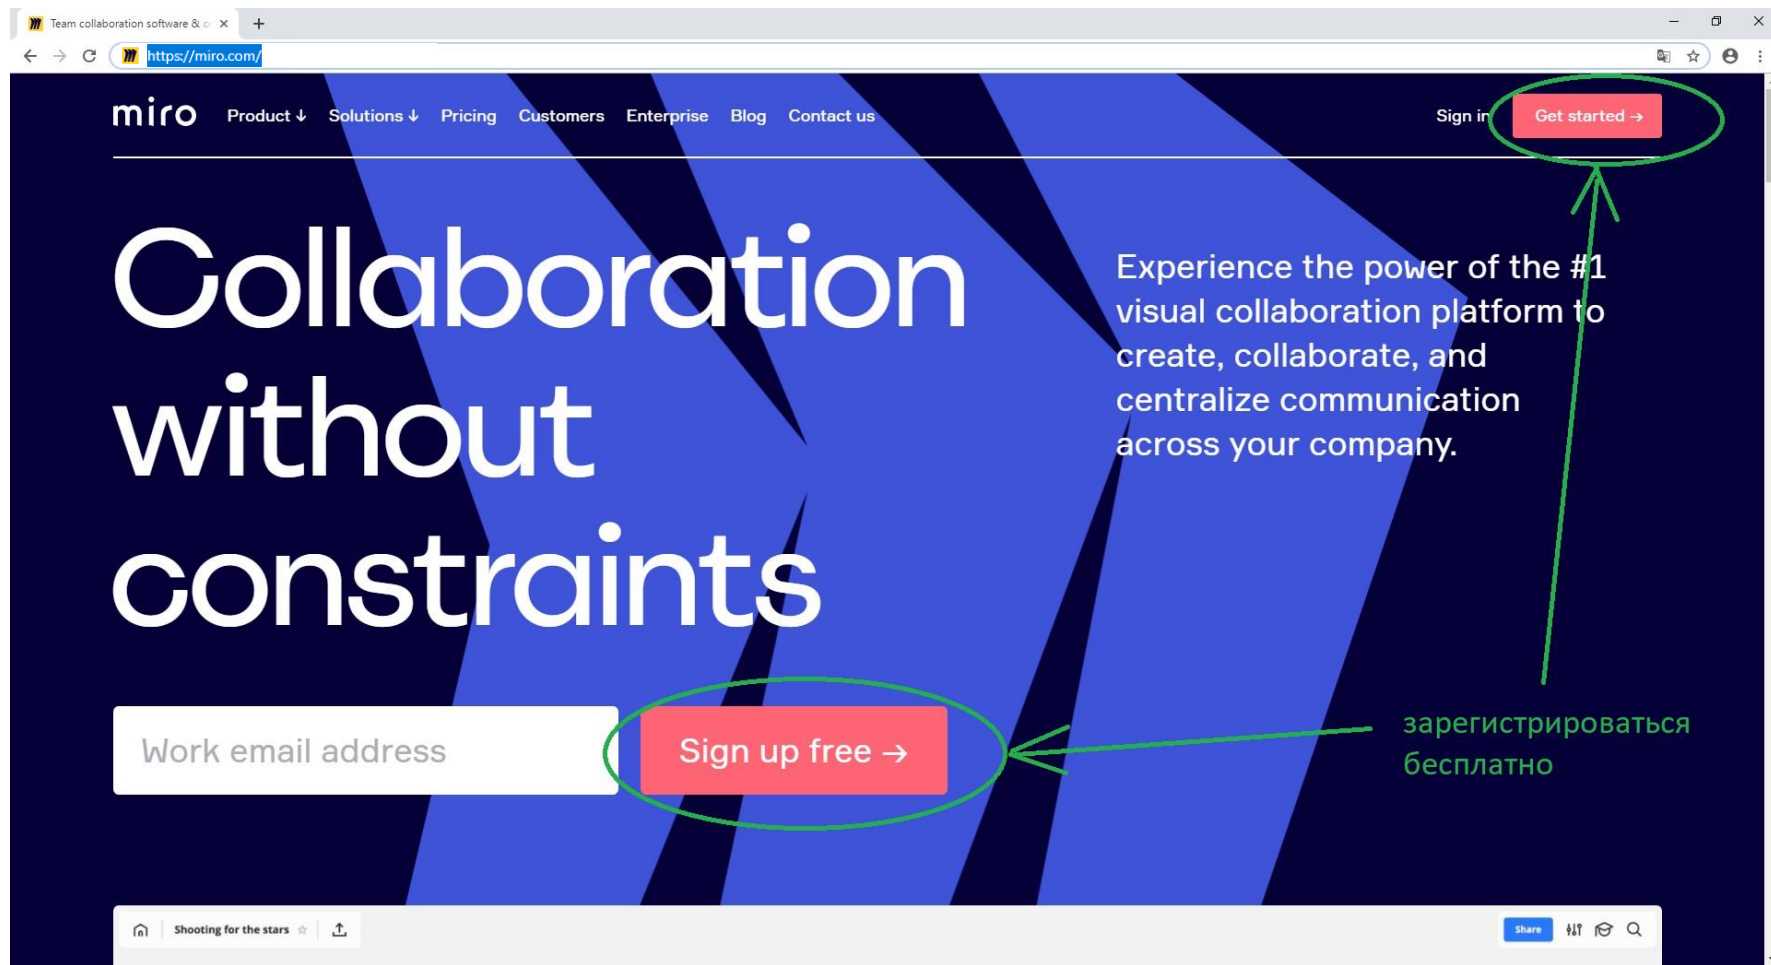 Team collaboration software & o
https://miro.com/
miro Product ↓ Solutions ↓ Pricing Customers Enterprise Blog Contact us Sign in Get started →
Collaboration
without
constraints
Experience the power of the #1
visual collaboration platform to
create, collaborate, and
centralize communication
across your company.
Work email address Sign up free →
зарегистрироваться
бесплатно
Shooting for the stars Share